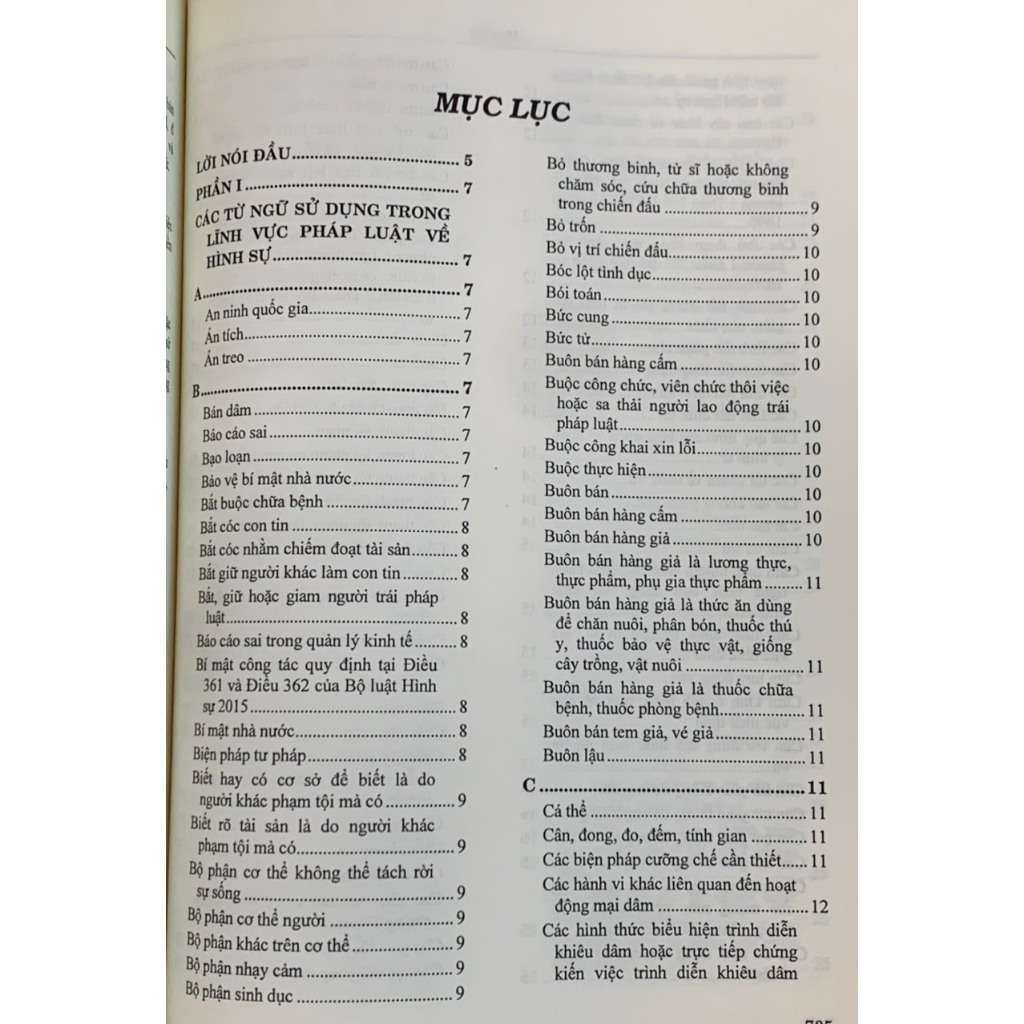 MỤC LỤC
LỜI NÓI ĐẦU.................................... 5
PHẦN I .............................................. 7
CÁC TỪ NGỮ SỬ DỤNG TRONG
LĨNH VỰC PHÁP LUẬT VỀ
HÌNH SỰ........................................ 7
A....................................................... 7
An ninh quốc gia................................ 7
Án tích.............................................. 7
Án treo ............................................. 7
B....................................................... 7
Bán dâm ........................................... 7
Báo cáo sai ........................................ 7
Bạo loạn ........................................... 7
Bảo vệ bí mật nhà nước....................... 7
Bắt buộc chữa bệnh ............................ 7
Bắt cóc con tin ................................... 8
Bắt cóc nhằm chiếm đoạt tài sản.......... 8
Bắt giữ người khác làm con tin ............ 8
Bắt, giữ hoặc giam người trái pháp
luật................................................ 8
Báo cáo sai trong quản lý kinh tế.......... 8
Bí mật công tác quy định tại Điều
361 và Điều 362 của Bộ luật Hình
sự 2015.......................................... 8
Bí mật nhà nước................................. 8
Biện pháp tư pháp............................... 8
Biết hay có cơ sở để biết là do
người khác phạm tội mà có ............... 9
Biết rõ tài sản là do người khác
phạm tội mà có................................ 9
Bộ phận cơ thể không thể tách rời
sự sống .......................................... 9
Bộ phận cơ thể người ......................... 9
Bộ phận khác trên cơ thể..................... 9
Bộ phận nhạy cảm ............................. 9
Bộ phận sinh dục ............................... 9
Bỏ thương binh, tử sĩ hoặc không
chăm sóc, cứu chữa thương binh
trong chiến đấu ............................... 9
Bỏ trốn ............................................. 9
Bỏ vị trí chiến đấu............................ 10
Bóc lột tình dục................................ 10
Bói toán........................................... 10
Bức cung......................................... 10
Bức tử............................................. 10
Buôn bán hàng cấm .......................... 10
Buộc công chức, viên chức thôi việc
hoặc sa thải người lao động trái
pháp luật....................................... 10
Buộc công khai xin lỗi....................... 10
Buộc thực hiện................................. 10
Buôn bán ......................................... 10
Buôn bán hàng cấm .......................... 10
Buôn bán hàng giả............................ 10
Buôn bán hàng giả là lương thực,
thực phẩm, phụ gia thực phẩm ......... 11
Buôn bán hàng giả là thức ăn dùng
để chăn nuôi, phân bón, thuốc thú
y, thuốc bảo vệ thực vật, giống
cây trồng, vật nuôi ......................... 11
Buôn bán hàng giả là thuốc chữa
bệnh, thuốc phòng bệnh................... 11
Buôn bán tem giả, vé giả................... 11
Buôn lậu ......................................... 11
C.................................................... 11
Cá thể ............................................. 11
Cân, đong, đo, đếm, tính gian ............ 11
Các biện pháp cưỡng chế cần thiết...... 11
Các hành vi khác liên quan đến hoạt
động mại dâm ................................ 12
Các hình thức biểu hiện trình diễn
khiêu dâm hoặc trực tiếp chứng
kiến việc trình diễn khiêu dâm